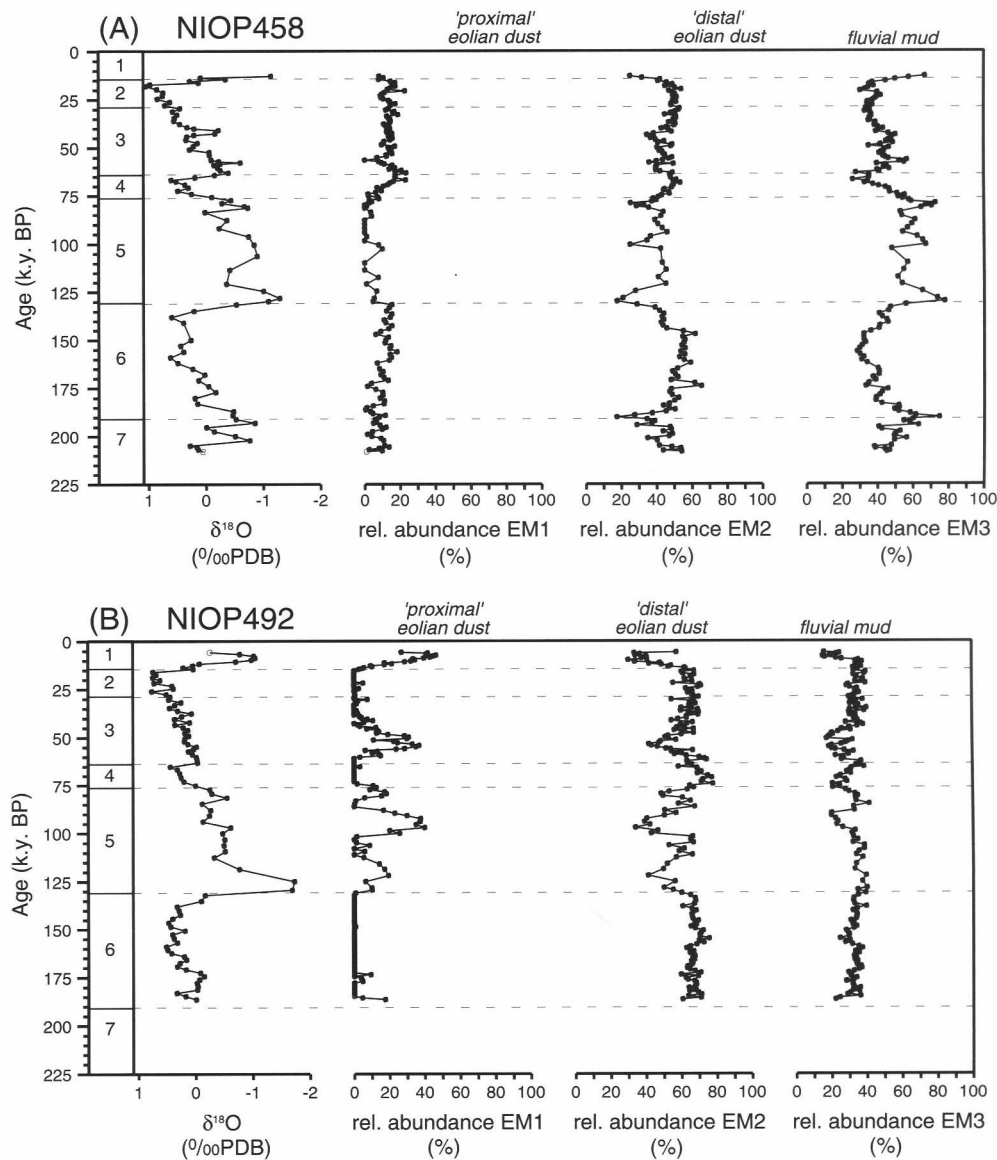 (A) NIOP458
'proximal' eolian dust
'distal' eolian dust
fluvial mud
Age (k.y. BP)
0
25
50
75
100
125
150
175
200
225
1
2
3
4
5
6
7
1 0 -1 -2
0 20 40 60 80 100
0 20 40 60 80 100
0 20 40 60 80 100
δ¹⁸O
(⁰/₀₀PDB)
rel. abundance EM1
(%)
rel. abundance EM2
(%)
rel. abundance EM3
(%)
(B) NIOP492
'proximal' eolian dust
'distal' eolian dust
fluvial mud
Age (k.y. BP)
0
25
50
75
100
125
150
175
200
225
1
2
3
4
5
6
7
1 0 -1 -2
0 20 40 60 80 100
0 20 40 60 80 100
0 20 40 60 80 100
δ¹⁸O
(⁰/₀₀PDB)
rel. abundance EM1
(%)
rel. abundance EM2
(%)
rel. abundance EM3
(%)